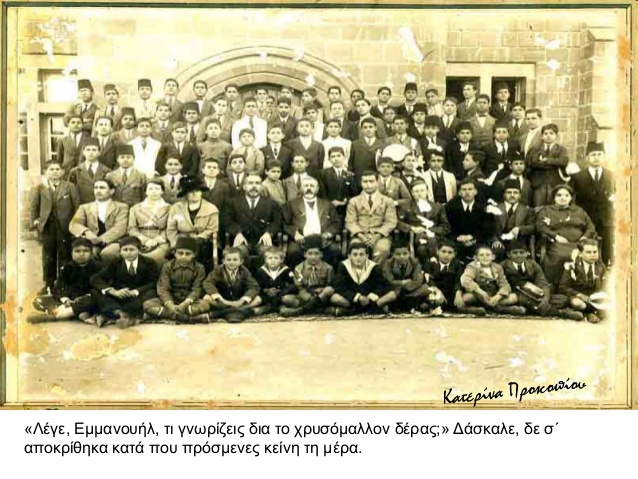 Κατερίνα Προκοπίου
«Λέγε, Εμμανουήλ, τι γνωρίζεις δια το χρυσόμαλλον δέρας;» Δάσκαλε, δε σ΄
αποκρίθηκα κατά που πρόσμενες κείνη τη μέρα.